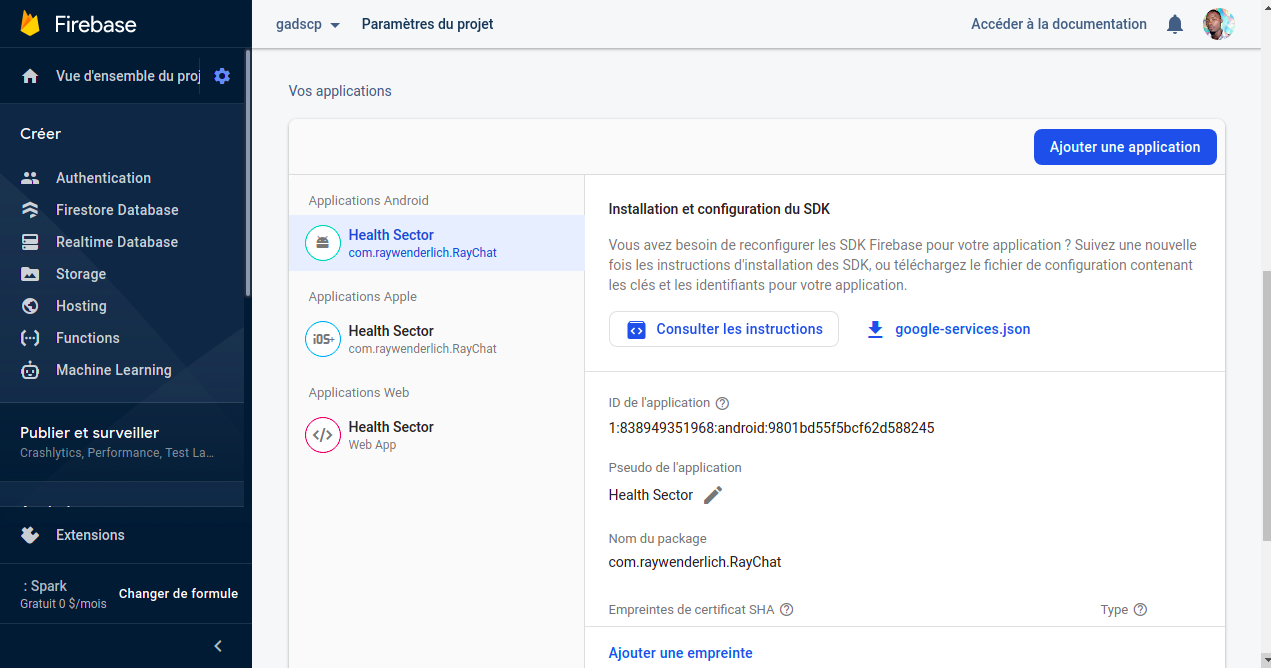 Firebase
gadscp
Paramètres du projet
Accéder à la documentation
Vue d'ensemble du proj
Créer
Authentication
Firestore Database
Realtime Database
Storage
Hosting
Functions
Machine Learning
Publier et surveiller
Crashlytics, Performance, Test La...
Extensions
: Spark
Gratuit 0 $/mois
Changer de formule
Vos applications
Ajouter une application
Applications Android
Health Sector
com.raywenderlich.RayChat
Applications Apple
iOS+
Health Sector
com.raywenderlich.RayChat
Applications Web
</>
Health Sector
Web App
Installation et configuration du SDK
Vous avez besoin de reconfigurer les SDK Firebase pour votre application ? Suivez une nouvelle
fois les instructions d'installation des SDK, ou téléchargez le fichier de configuration contenant
les clés et les identifiants pour votre application.
Consulter les instructions
google-services.json
ID de l'application
1:838949351968:android:9801bd55f5bcf62d588245
Pseudo de l'application
Health Sector
Nom du package
com.raywenderlich.RayChat
Empreintes de certificat SHA
Type
Ajouter une empreinte